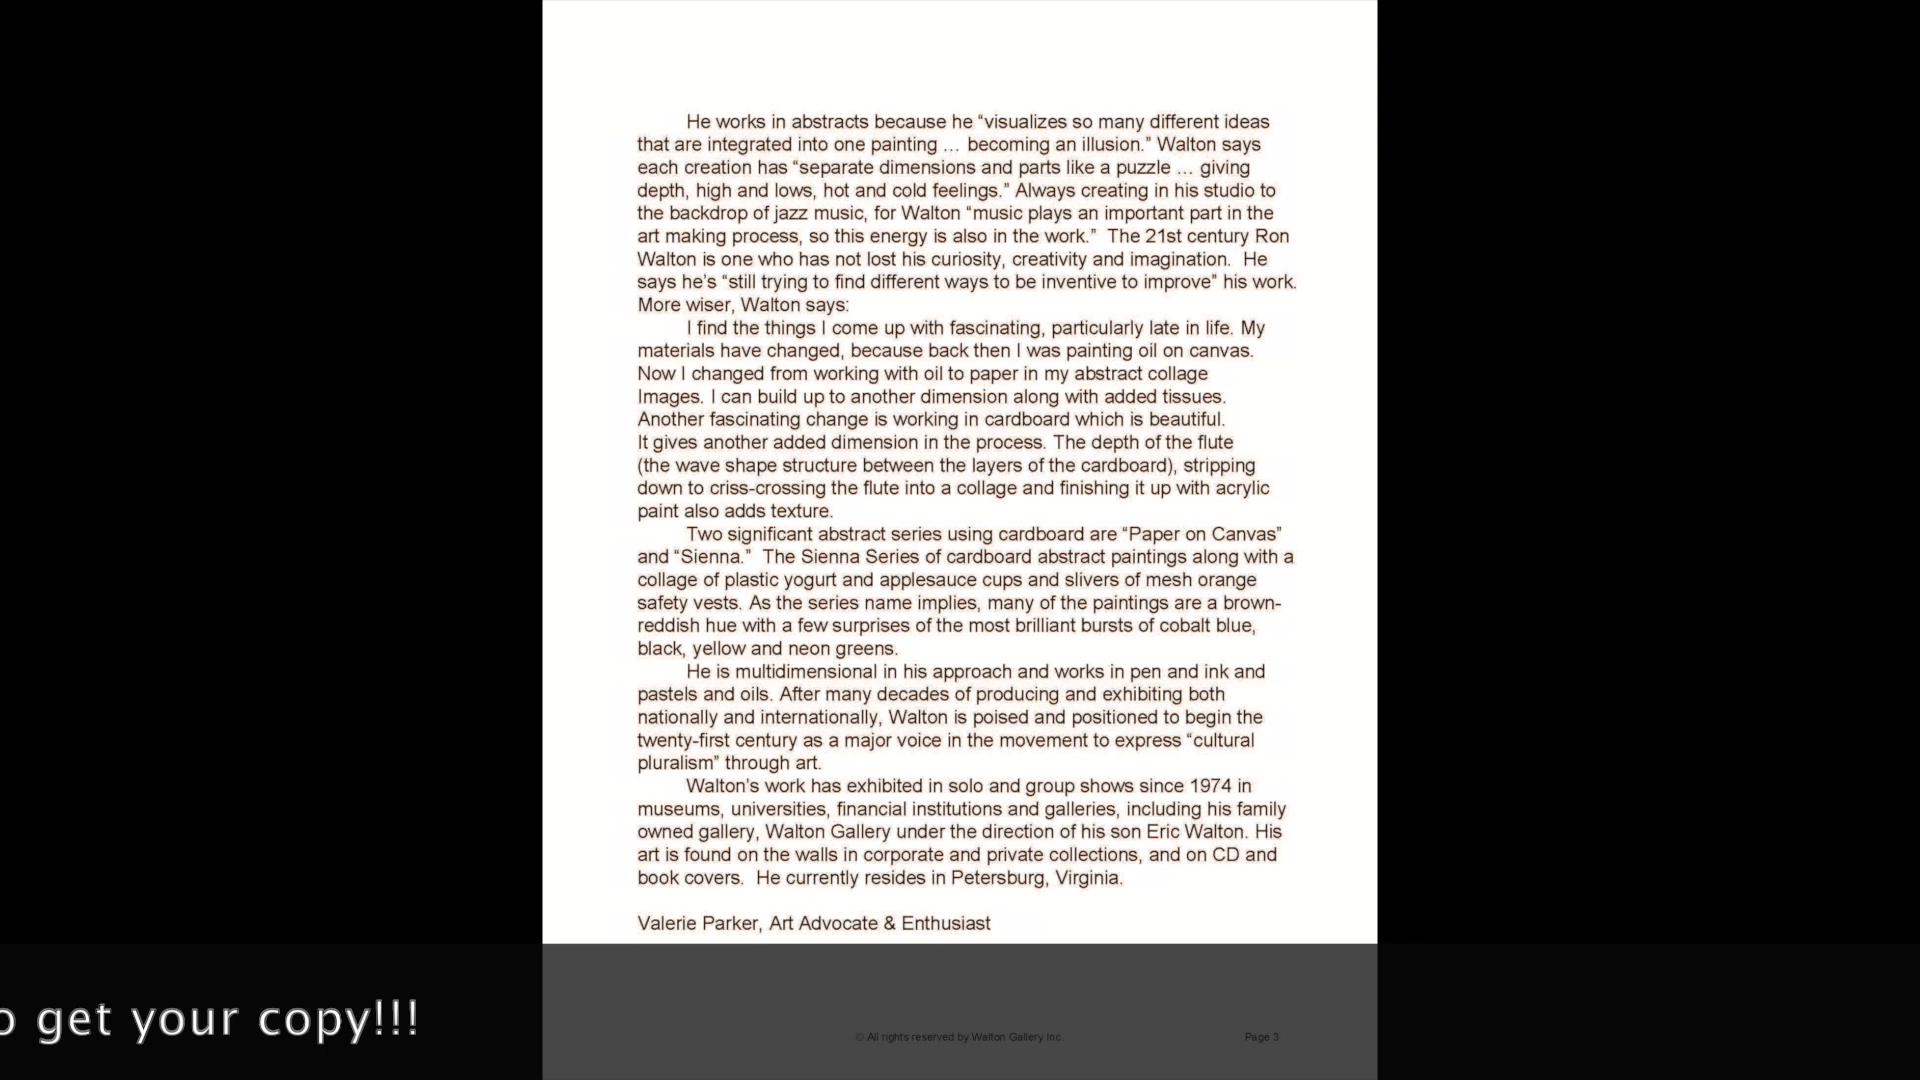 He works in abstracts because he “visualizes so many different ideas
that are integrated into one painting … becoming an illusion.” Walton says
each creation has “separate dimensions and parts like a puzzle … giving
depth, high and lows, hot and cold feelings.” Always creating in his studio to
the backdrop of jazz music, for Walton “music plays an important part in the
art making process, so this energy is also in the work.”  The 21st century Ron
Walton is one who has not lost his curiosity, creativity and imagination.  He
says he’s “still trying to find different ways to be inventive to improve” his work.
More wiser, Walton says:
I find the things I come up with fascinating, particularly late in life. My
materials have changed, because back then I was painting oil on canvas.
Now I changed from working with oil to paper in my abstract collage
Images. I can build up to another dimension along with added tissues.
Another fascinating change is working in cardboard which is beautiful.
It gives another added dimension in the process. The depth of the flute
(the wave shape structure between the layers of the cardboard), stripping
down to criss-crossing the flute into a collage and finishing it up with acrylic
paint also adds texture.
Two significant abstract series using cardboard are “Paper on Canvas”
and “Sienna.”  The Sienna Series of cardboard abstract paintings along with a
collage of plastic yogurt and applesauce cups and slivers of mesh orange
safety vests. As the series name implies, many of the paintings are a brown-
reddish hue with a few surprises of the most brilliant bursts of cobalt blue,
black, yellow and neon greens.
He is multidimensional in his approach and works in pen and ink and
pastels and oils. After many decades of producing and exhibiting both
nationally and internationally, Walton is poised and positioned to begin the
twenty-first century as a major voice in the movement to express “cultural
pluralism” through art.
Walton’s work has exhibited in solo and group shows since 1974 in
museums, universities, financial institutions and galleries, including his family
owned gallery, Walton Gallery under the direction of his son Eric Walton. His
art is found on the walls in corporate and private collections, and on CD and
book covers.  He currently resides in Petersburg, Virginia.
Valerie Parker, Art Advocate & Enthusiast
get your copy!!!
© All rights reserved by Walton Gallery Inc.
Page 3